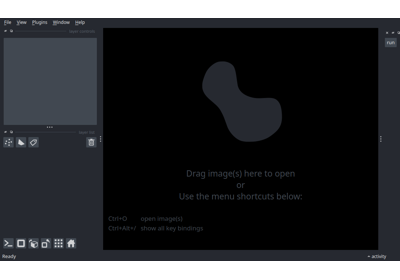 File View Plugins Window Help
layer controls
layer list
Drag image(s) here to open
or
Use the menu shortcuts below:
Ctrl+O open image(s)
Ctrl+Alt+/ show all key bindings
Ready
activity